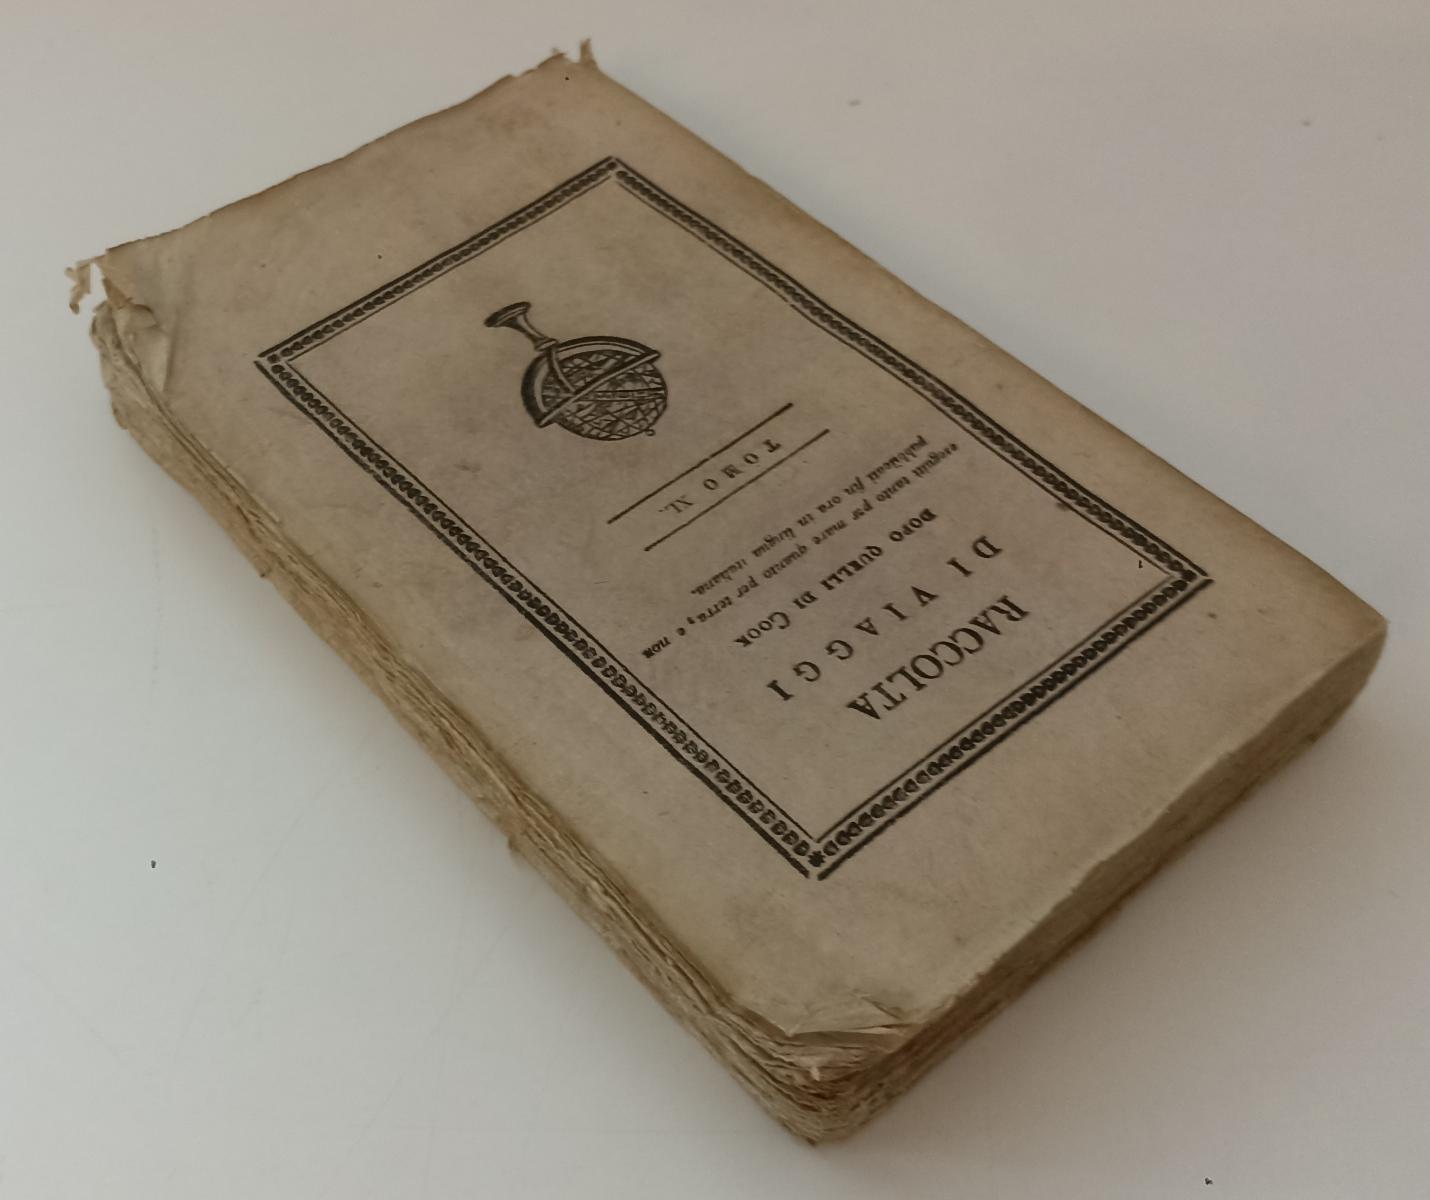 RACCOLTA
DI VIAGGI
DOPO QUELLI DI COOK
eseguiti tanto per mare quanto per terra, e non
pubblicati fin ora in lingua italiana.
TOMO XL.